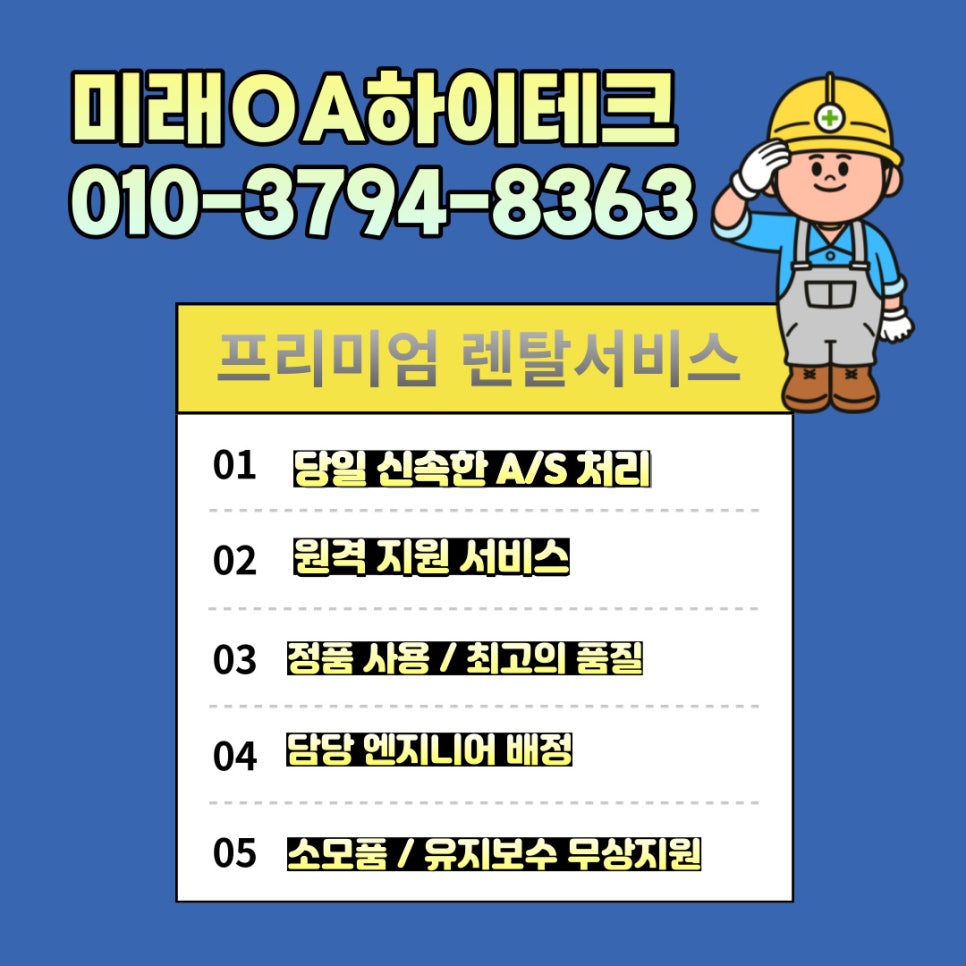 미래OA하이테크
010-3794-8363
프리미엄 렌탈서비스
01 당일 신속한 A/S 처리
02 원격 지원 서비스
03 정품 사용 / 최고의 품질
04 담당 엔지니어 배정
05 소모품 / 유지보수 무상지원